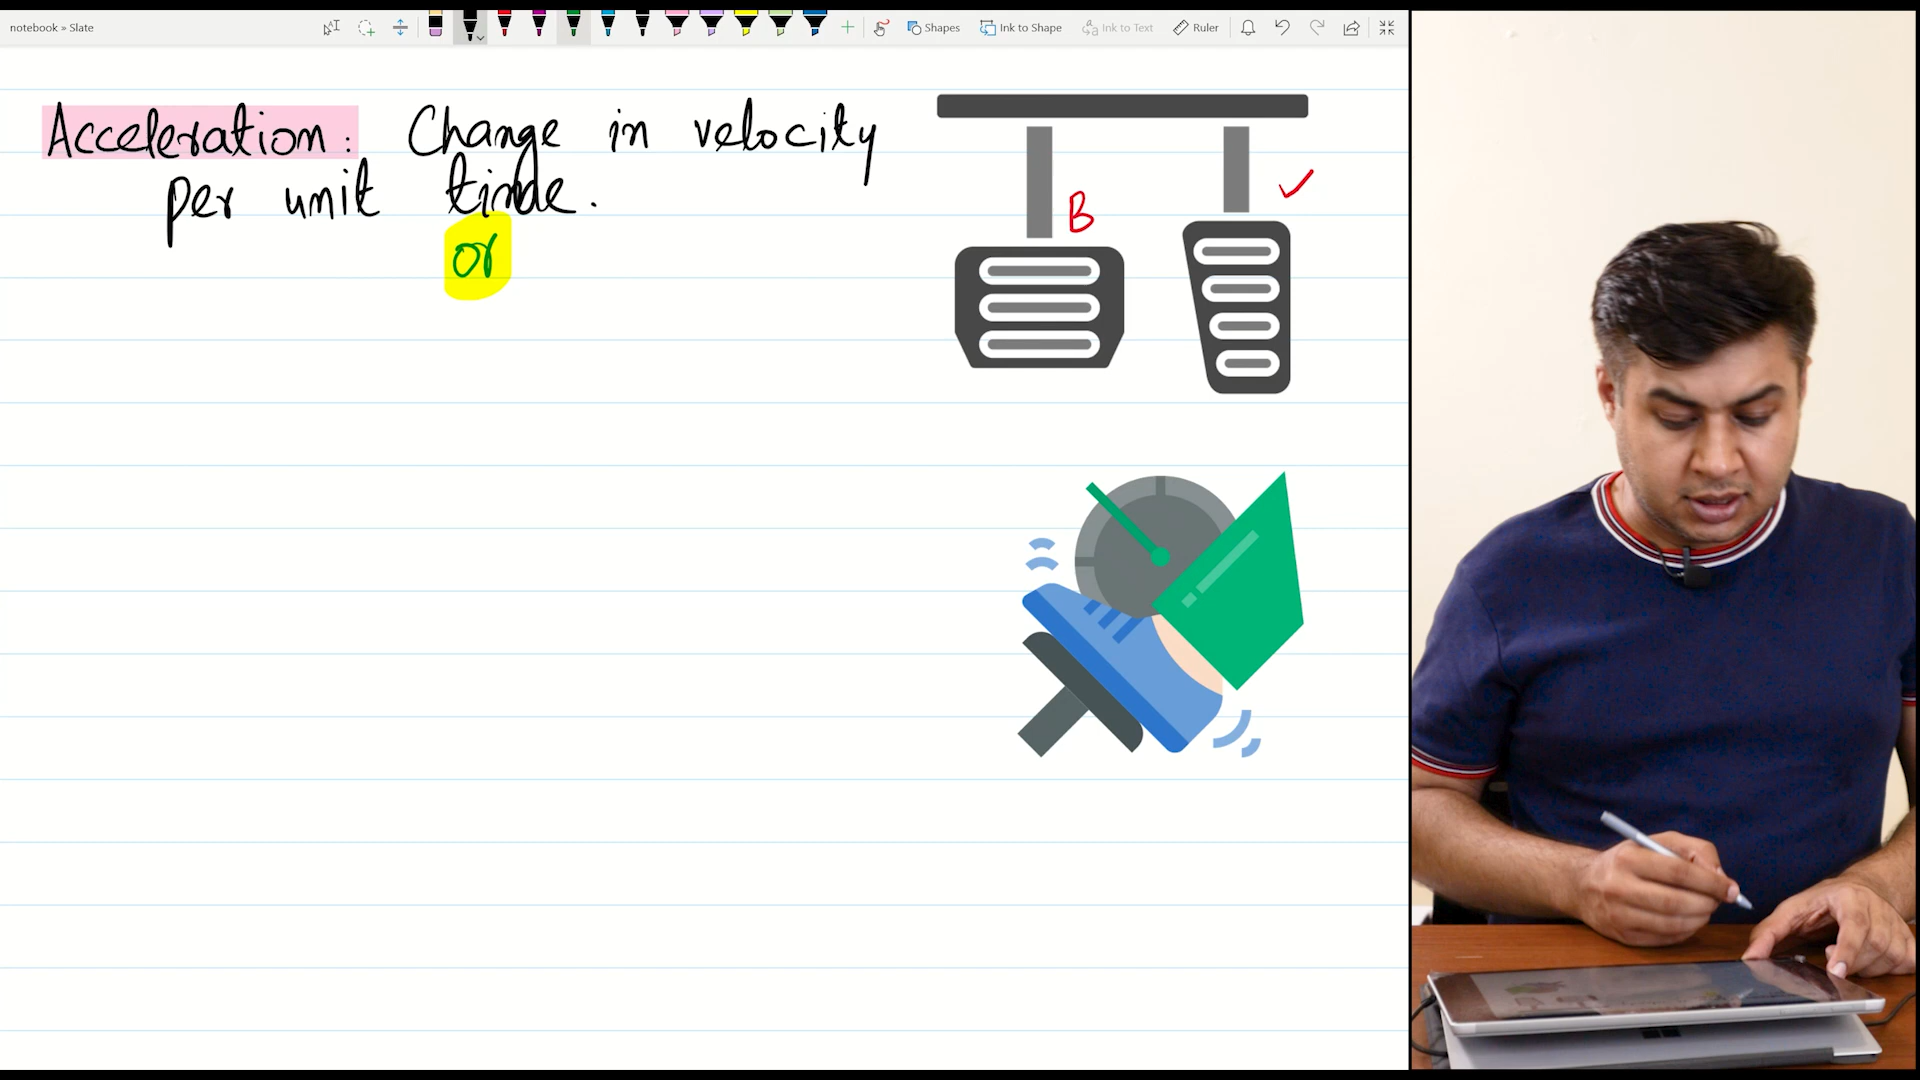 notebook » Slate
Shapes
Ink to Shape
Ink to Text
Ruler
Acceleration: Change in velocity
per unit time.
or
B